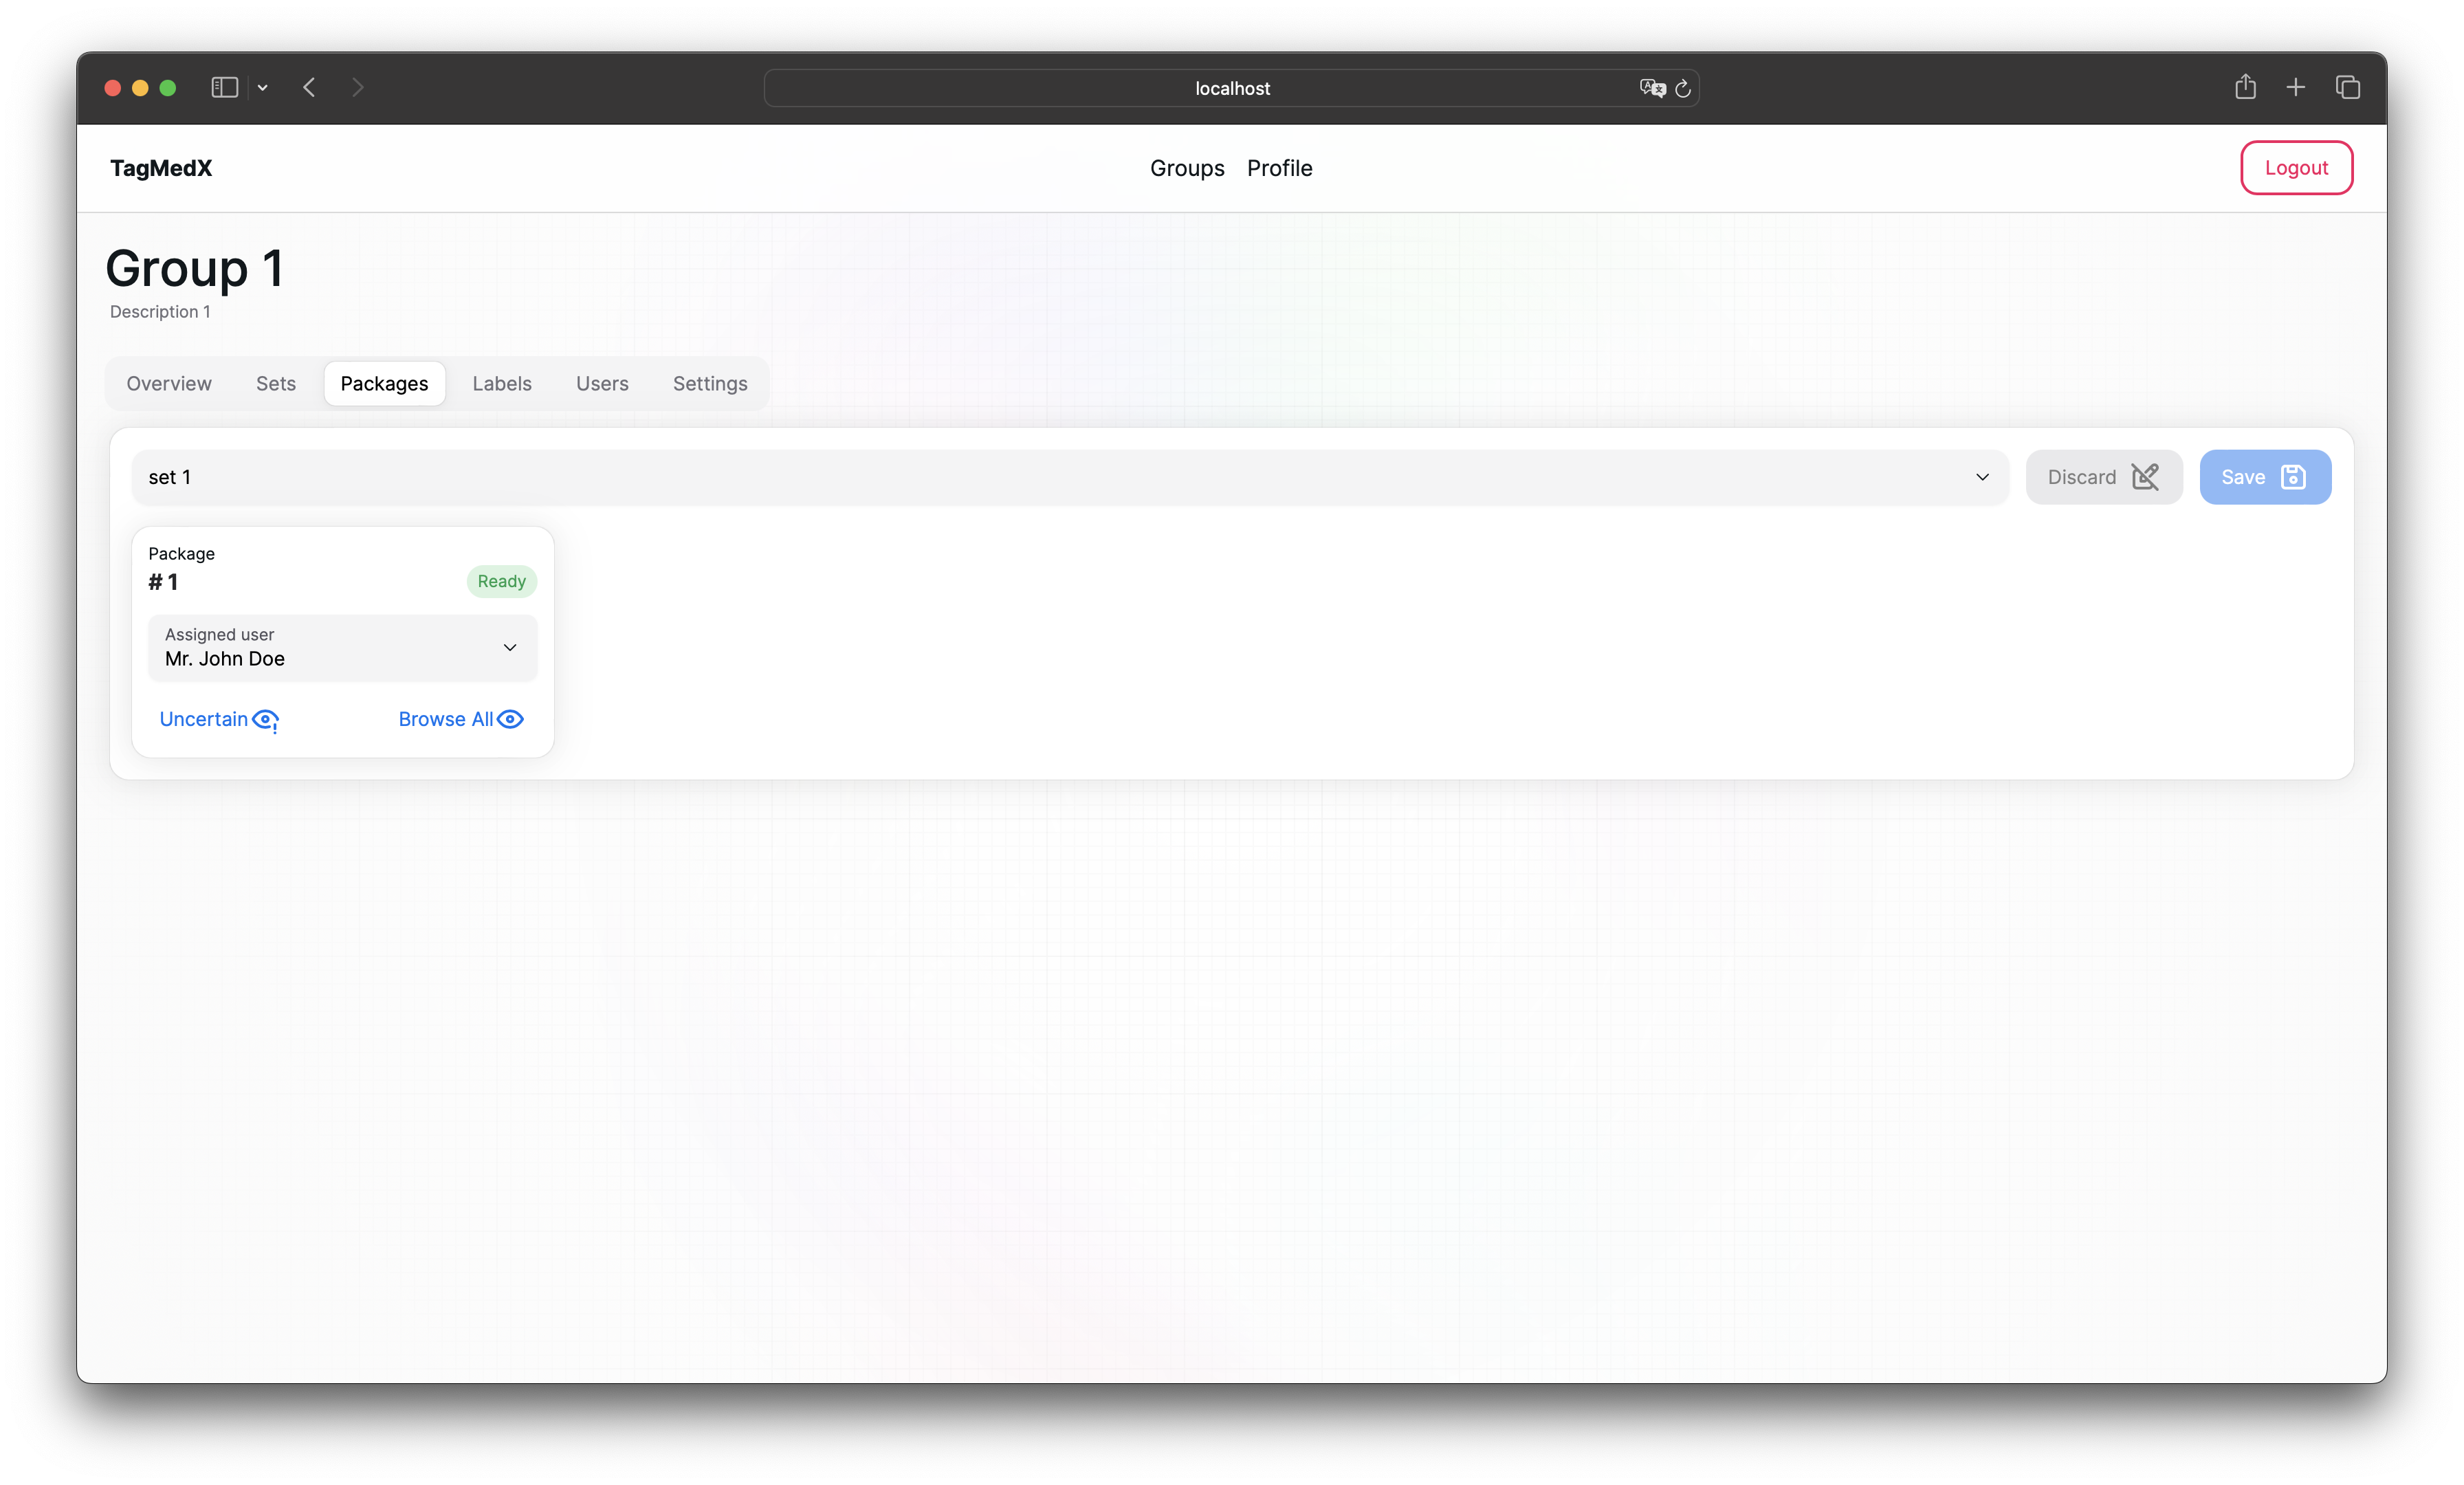 localhost
TagMedX
Groups Profile
Logout
Group 1
Description 1
Overview Sets Packages Labels Users Settings
set 1
Discard
Save
Package
# 1
Ready
Assigned user
Mr. John Doe
Uncertain
Browse All